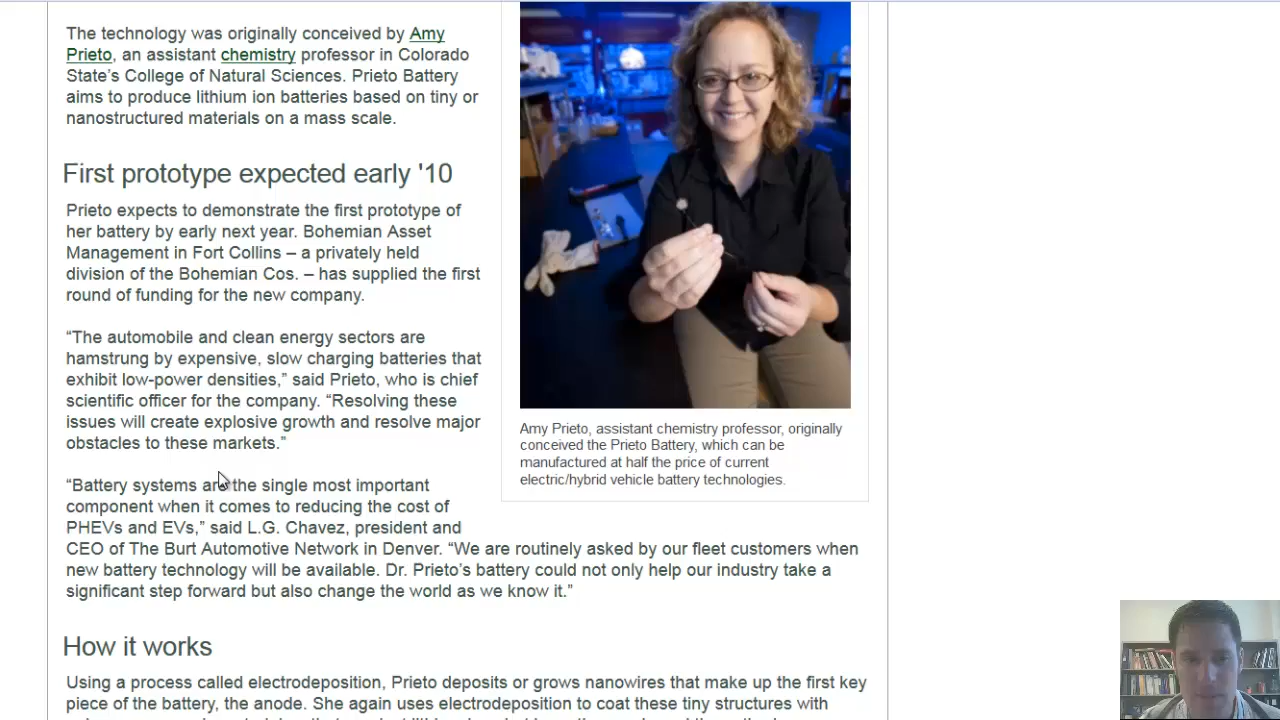 The technology was originally conceived by Amy
Prieto, an assistant chemistry professor in Colorado
State’s College of Natural Sciences. Prieto Battery
aims to produce lithium ion batteries based on tiny or
nanostructured materials on a mass scale.
First prototype expected early '10
Prieto expects to demonstrate the first prototype of
her battery by early next year. Bohemian Asset
Management in Fort Collins – a privately held
division of the Bohemian Cos. – has supplied the first
round of funding for the new company.
“The automobile and clean energy sectors are
hamstrung by expensive, slow charging batteries that
exhibit low-power densities,” said Prieto, who is chief
scientific officer for the company. “Resolving these
issues will create explosive growth and resolve major
obstacles to these markets.”
Amy Prieto, assistant chemistry professor, originally
conceived the Prieto Battery, which can be
manufactured at half the price of current
electric/hybrid vehicle battery technologies.
“Battery systems are the single most important
component when it comes to reducing the cost of
PHEVs and EVs,” said L.G. Chavez, president and
CEO of The Burt Automotive Network in Denver. “We are routinely asked by our fleet customers when
new battery technology will be available. Dr. Prieto’s battery could not only help our industry take a
significant step forward but also change the world as we know it.”
How it works
Using a process called electrodeposition, Prieto deposits or grows nanowires that make up the first key
piece of the battery, the anode. She again uses electrodeposition to coat these tiny structures with